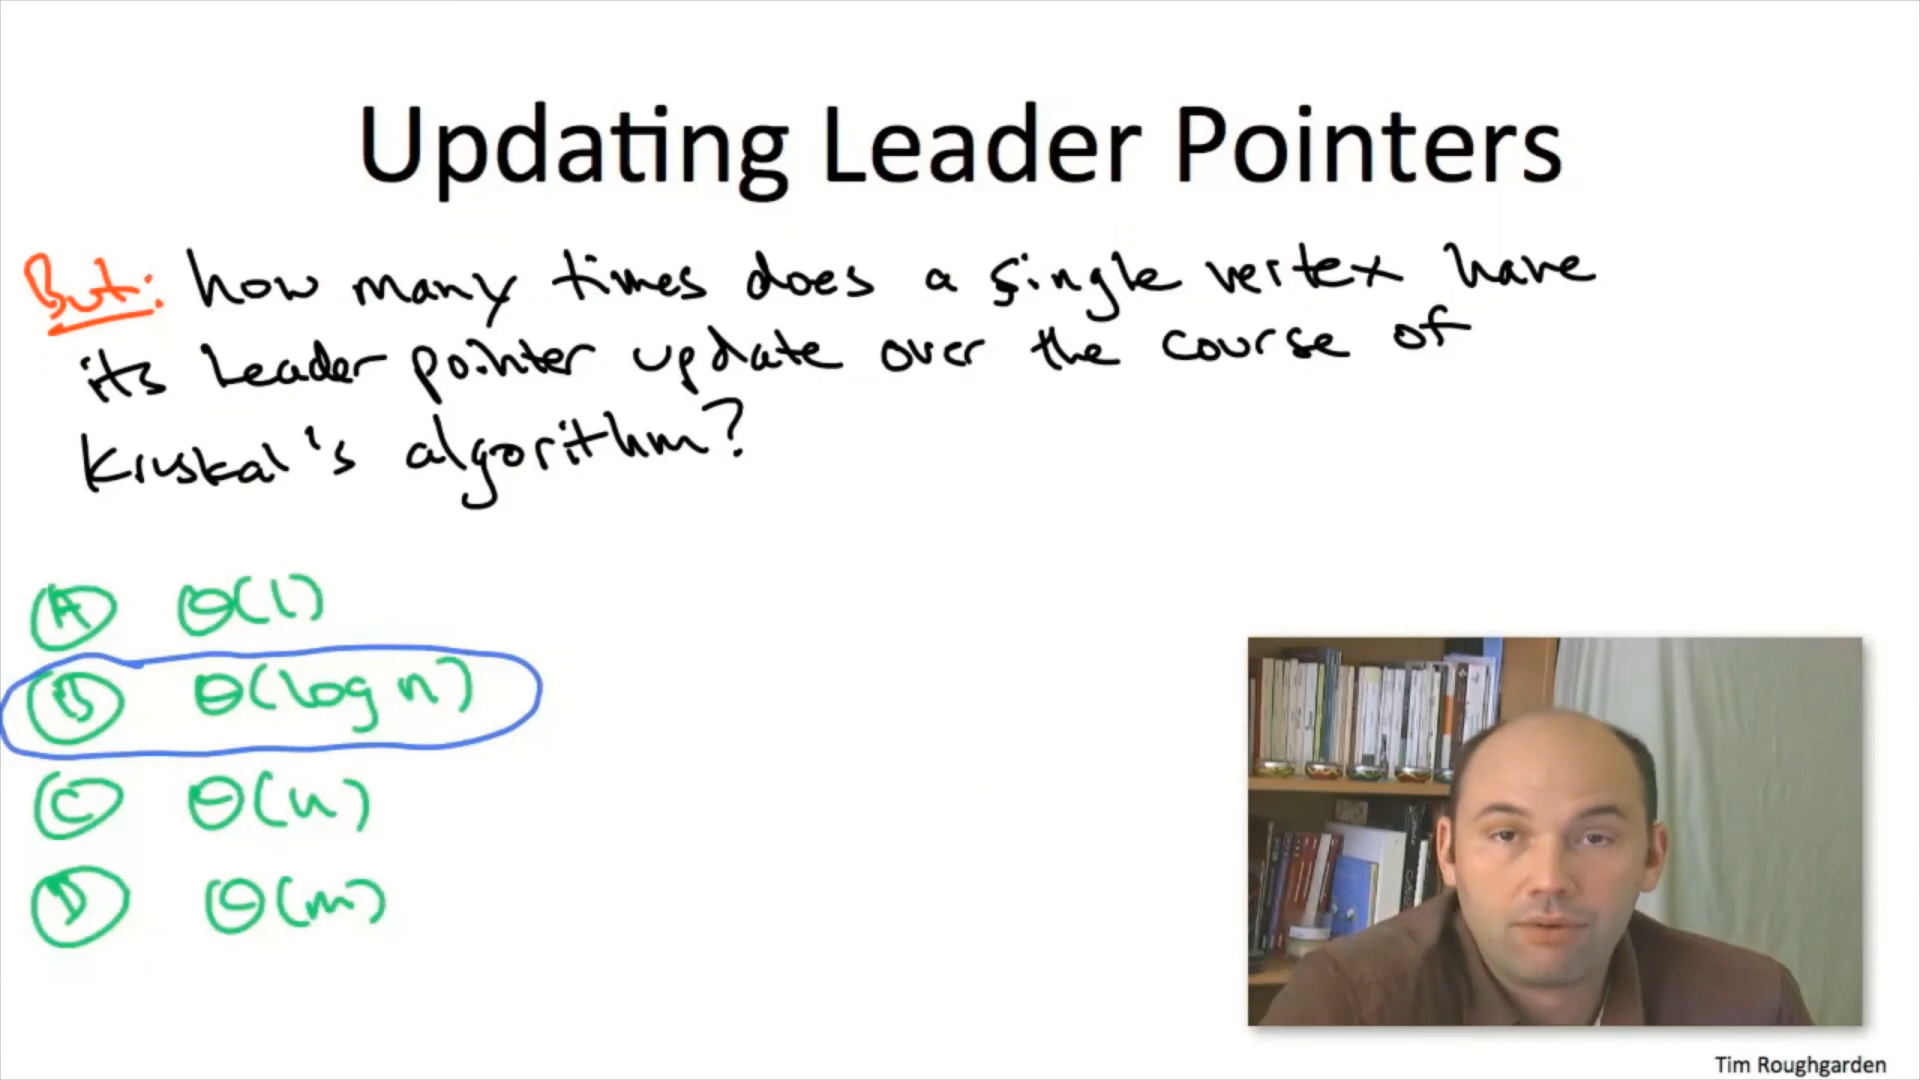 Updating Leader Pointers
But: how many times does a single vertex have
its leader pointer update over the course of
Kruskal's algorithm?
A Θ(1)
B Θ(log n)
C Θ(n)
D Θ(m)
Tim Roughgarden